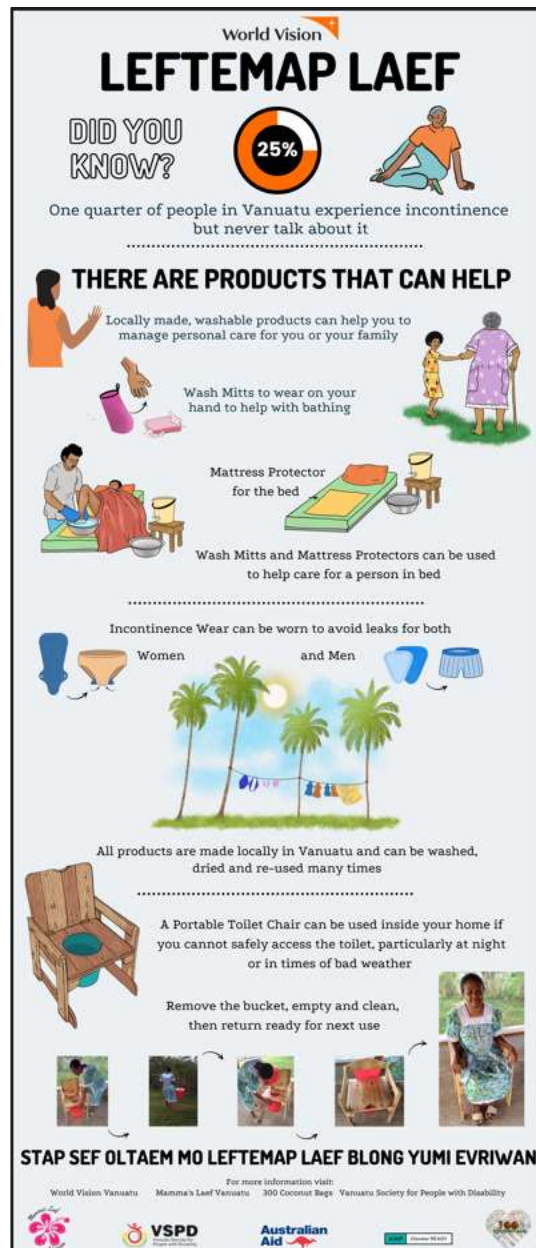 World Vision
LEFTEMAP LAEF
DID YOU
KNOW?
25%
One quarter of people in Vanuatu experience incontinence
but never talk about it
THERE ARE PRODUCTS THAT CAN HELP
Locally made, washable products can help you to
manage personal care for you or your family
Wash Mitts to wear on your
hand to help with bathing
Mattress Protector
for the bed
Wash Mitts and Mattress Protectors can be used
to help care for a person in bed
Incontinence Wear can be worn to avoid leaks for both
Women and Men
All products are made locally in Vanuatu and can be washed,
dried and re-used many times
A Portable Toilet Chair can be used inside your home if
you cannot safely access the toilet, particularly at night
or in times of bad weather
Remove the bucket, empty and clean,
then return ready for next use
STAP SEF OLTAEM MO LEFTEMAP LAEF BLONG YUMI EVRIWAN
For more information visit:
World Vision Vanuatu Mamma's Laef Vanuatu 300 Coconut Bags Vanuatu Society for People with Disability
VSPD
Vanuatu Society for
People with Disability
Australian
Aid
Disaster READY